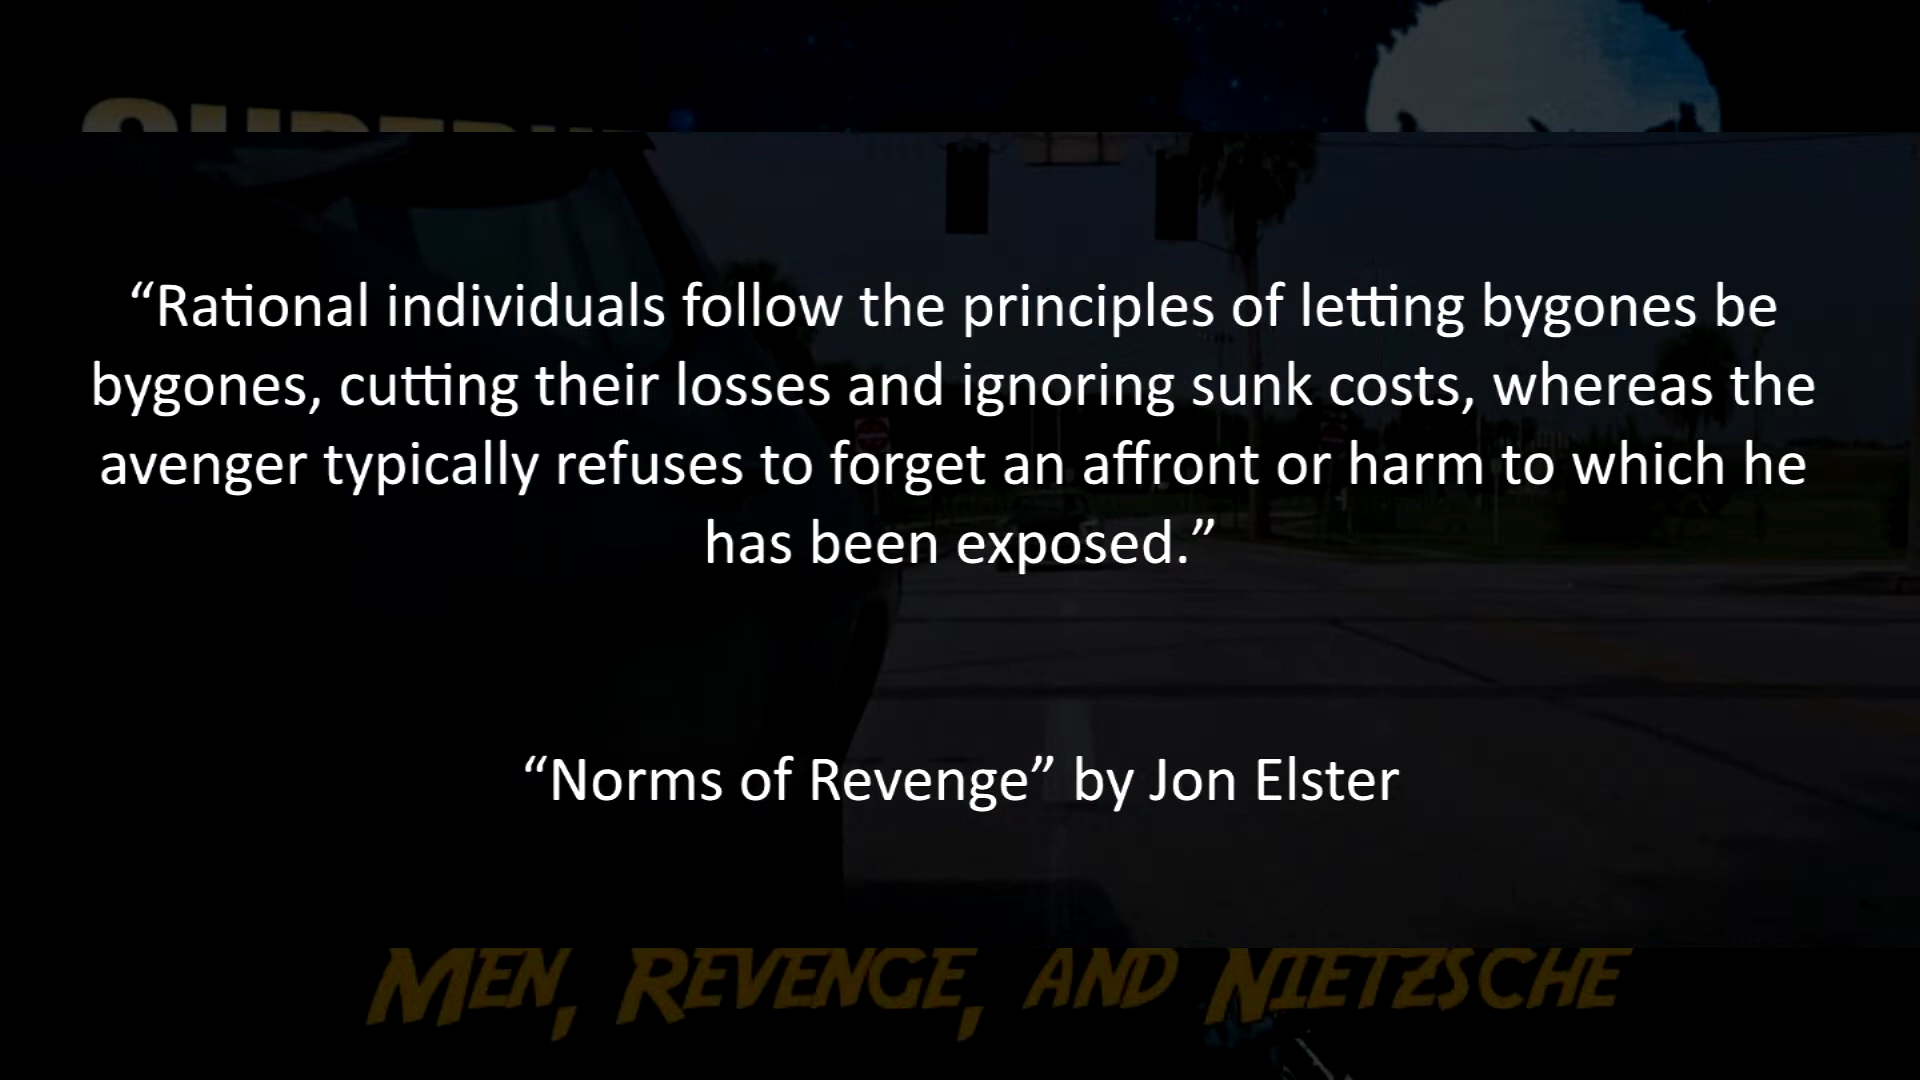 “Rational individuals follow the principles of letting bygones be
bygones, cutting their losses and ignoring sunk costs, whereas the
avenger typically refuses to forget an affront or harm to which he
has been exposed.”
“Norms of Revenge” by Jon Elster
Men, Revenge, and Nietzsche